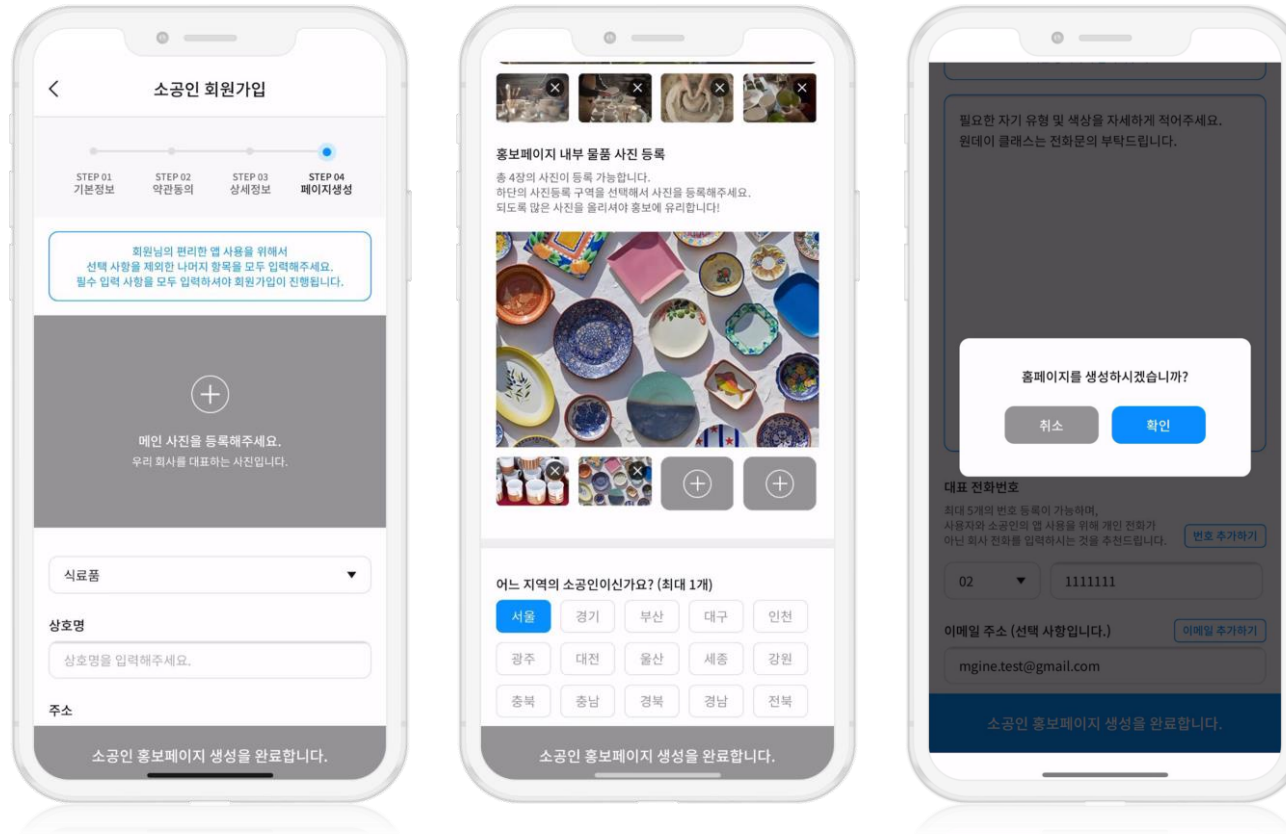 소공인 회원가입
STEP 01
기본정보
STEP 02
약관동의
STEP 03
상세정보
STEP 04
페이지생성
회원님의 편리한 앱 사용을 위해서
선택 사항을 제외한 나머지 항목을 모두 입력해주세요.
필수 입력 사항을 모두 입력하셔야 회원가입이 진행됩니다.
메인 사진을 등록해주세요.
우리 회사를 대표하는 사진입니다.
식료품
상호명
상호명을 입력해주세요.
주소
소공인 홍보페이지 생성을 완료합니다.
홍보페이지 내부 물품 사진 등록
총 4장의 사진이 등록 가능합니다.
하단의 사진등록 구역을 선택해서 사진을 등록해주세요.
되도록 많은 사진을 올리셔야 홍보에 유리합니다!
어느 지역의 소공인이신가요? (최대 1개)
서울 경기 부산 대구 인천
광주 대전 울산 세종 강원
충북 충남 경북 경남 전북
소공인 홍보페이지 생성을 완료합니다.
필요한 자기 유형 및 색상을 자세하게 적어주세요.
원데이 클래스는 전화문의 부탁드립니다.
홈페이지를 생성하시겠습니까?
취소 확인
대표 전화번호
최대 5개의 번호 등록이 가능하며,
사용자와 소공인의 앱 사용을 위해 개인 전화가
아닌 회사 전화를 입력하시는 것을 추천드립니다.
번호 추가하기
02 1111111
이메일 주소 (선택 사항입니다.) 이메일 추가하기
mgine.test@gmail.com
소공인 홍보페이지 생성을 완료합니다.